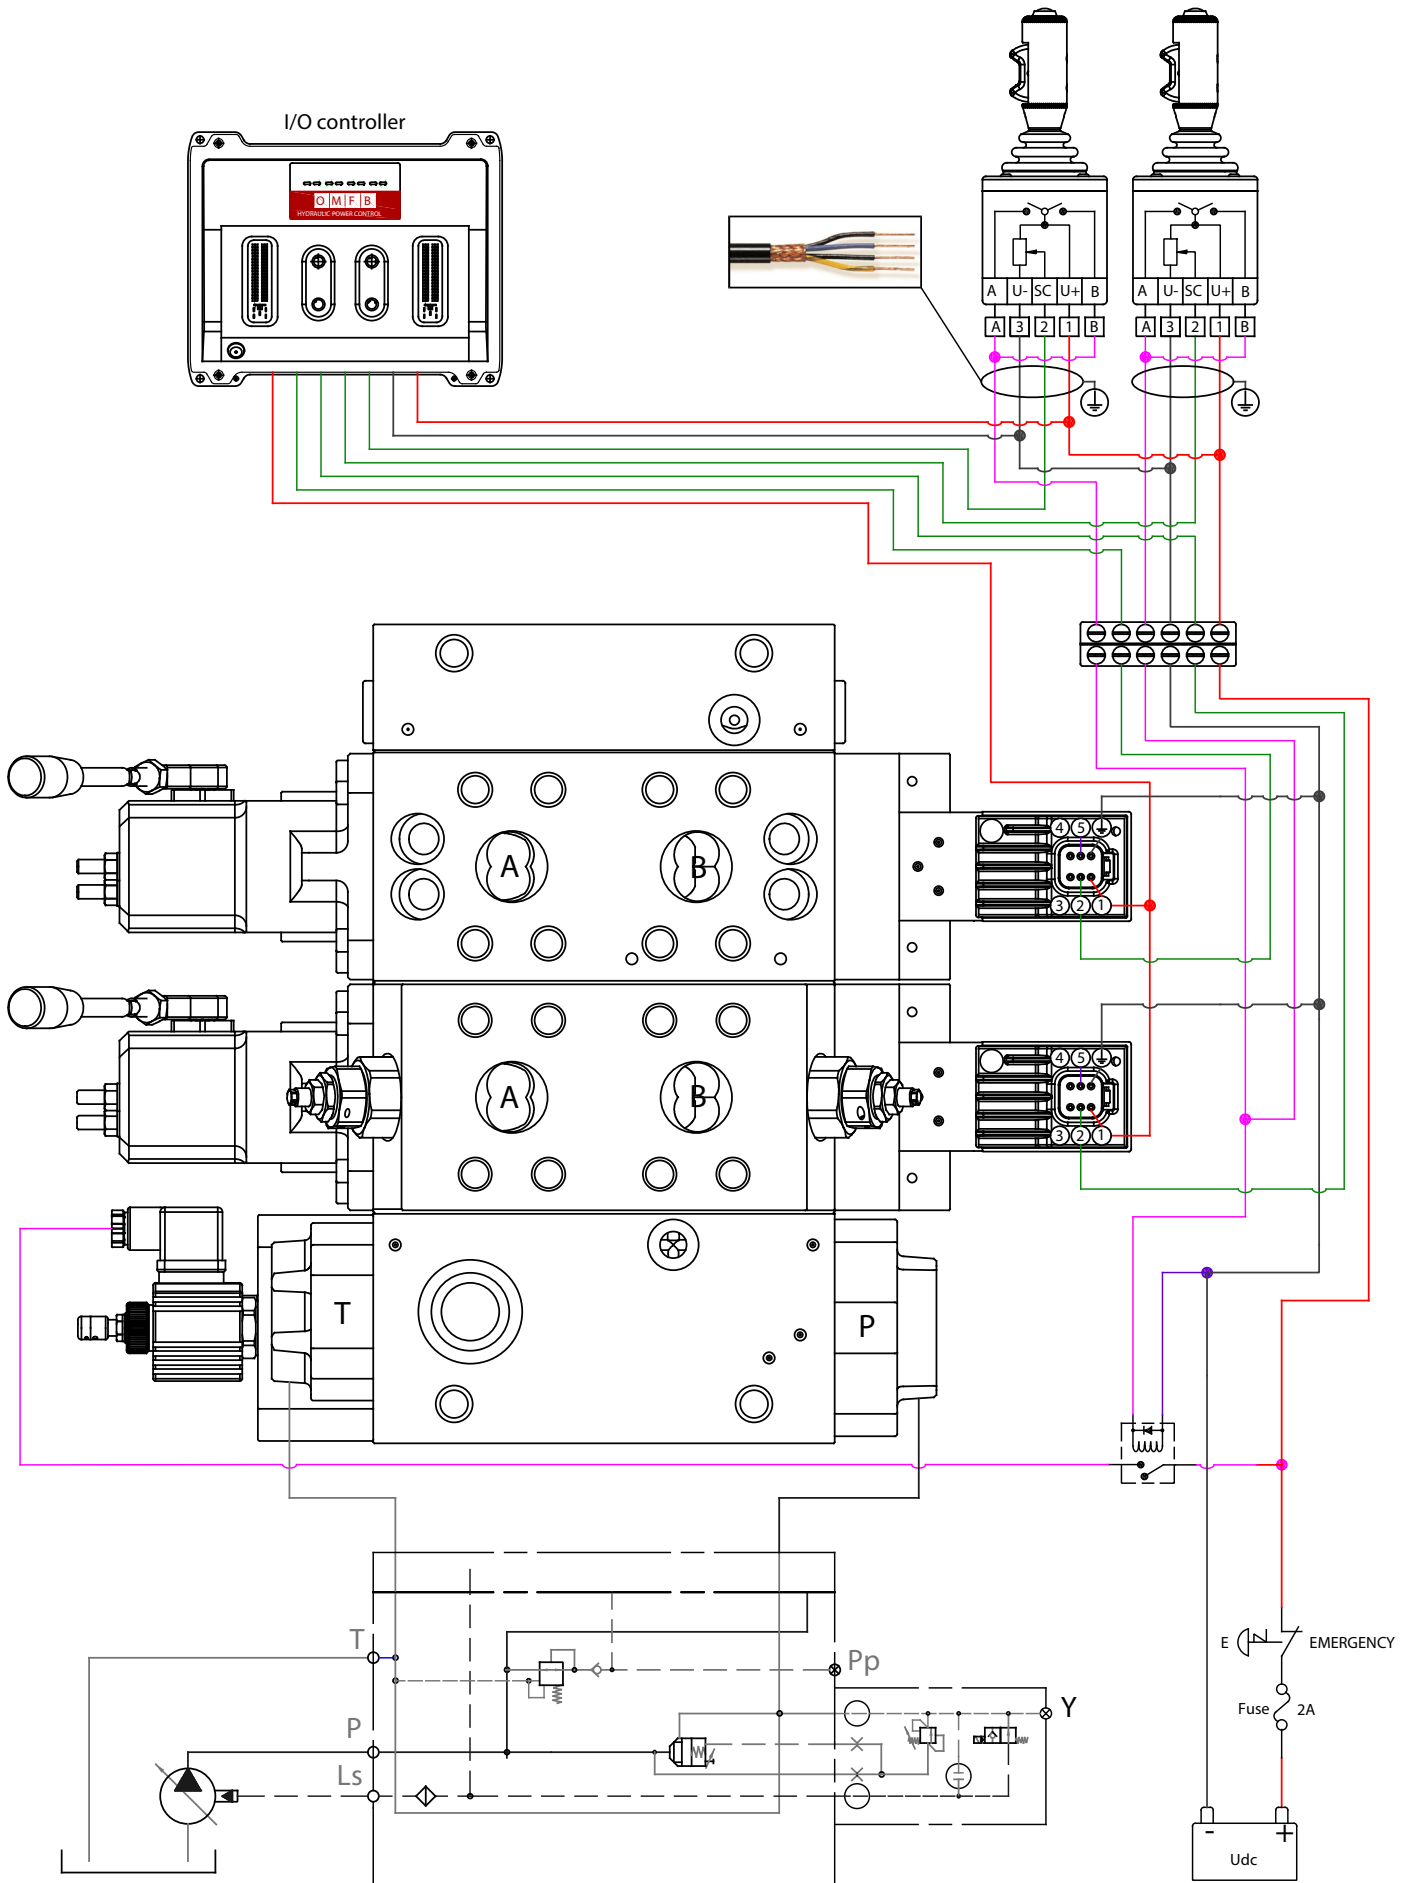 I/O controller
O M F B
HYDRAULIC POWER CONTROL
A U- SC U+ B
A 3 2 1 B
A U- SC U+ B
A 3 2 1 B
A B
4 5
3 2 1
A B
4 5
3 2 1
T P
T
Pp
P
Ls
Y
E EMERGENCY
Fuse 2A
- +
Udc